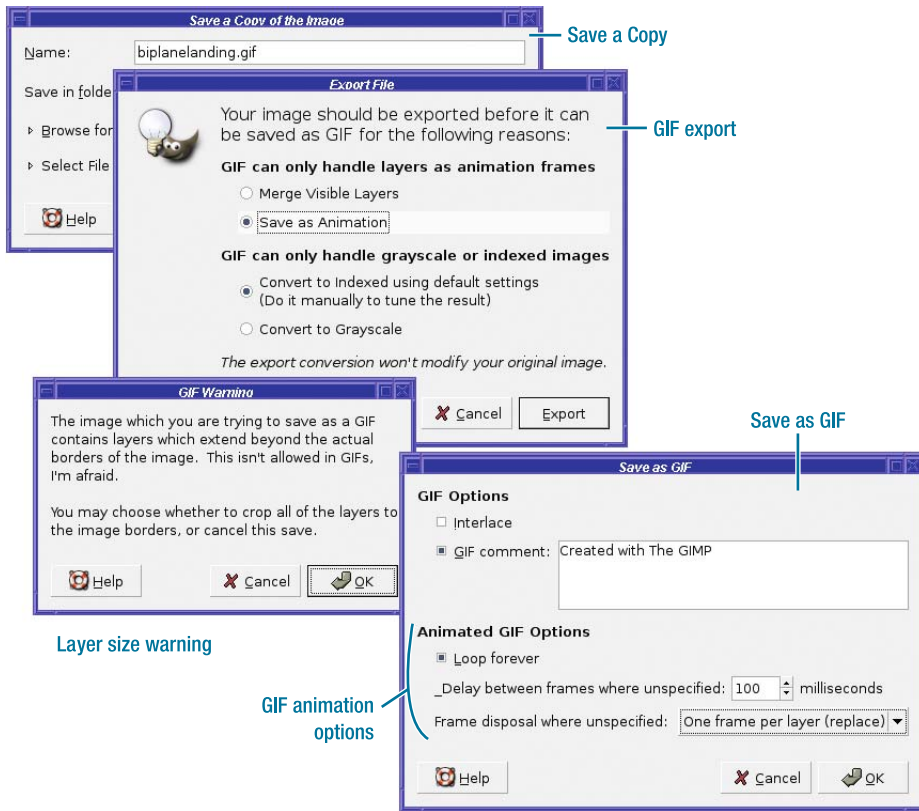 Save a Copy of the Image
Name:
biplanelanding.gif
Save a Copy
Save in folde
Browse for
Select File
Help
Export File
Your image should be exported before it can
be saved as GIF for the following reasons:
GIF export
GIF can only handle layers as animation frames
Merge Visible Layers
Save as Animation
GIF can only handle grayscale or indexed images
Convert to Indexed using default settings
(Do it manually to tune the result)
Convert to Grayscale
The export conversion won't modify your original image.
Cancel
Export
GIF Warning
The image which you are trying to save as a GIF
contains layers which extend beyond the actual
borders of the image. This isn't allowed in GIFs,
I'm afraid.
You may choose whether to crop all of the layers to
the image borders, or cancel this save.
Help
Cancel
OK
Layer size warning
Save as GIF
Save as GIF
GIF Options
Interlace
GIF comment:
Created with The GIMP
Animated GIF Options
Loop forever
_Delay between frames where unspecified: 100 milliseconds
Frame disposal where unspecified: One frame per layer (replace)
GIF animation
options
Help
Cancel
OK